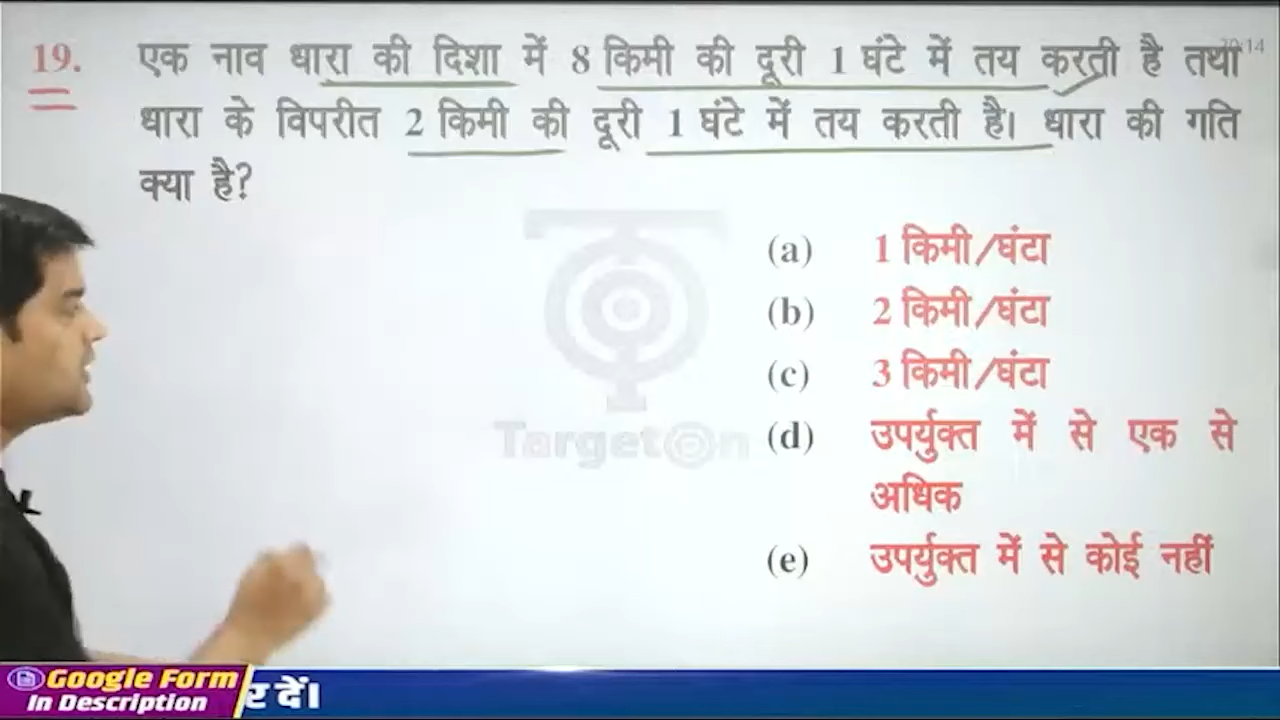 19. एक नाव धारा की दिशा में 8 किमी की दूरी 1 घंटे में तय करती है तथा
धारा के विपरीत 2 किमी की दूरी 1 घंटे में तय करती है। धारा की गति
क्या है?
(a) 1 किमी/घंटा
(b) 2 किमी/घंटा
(c) 3 किमी/घंटा
(d) उपर्युक्त में से एक से
अधिक
(e) उपर्युक्त में से कोई नहीं
TargetOn
Google Form
In Description
र दें।